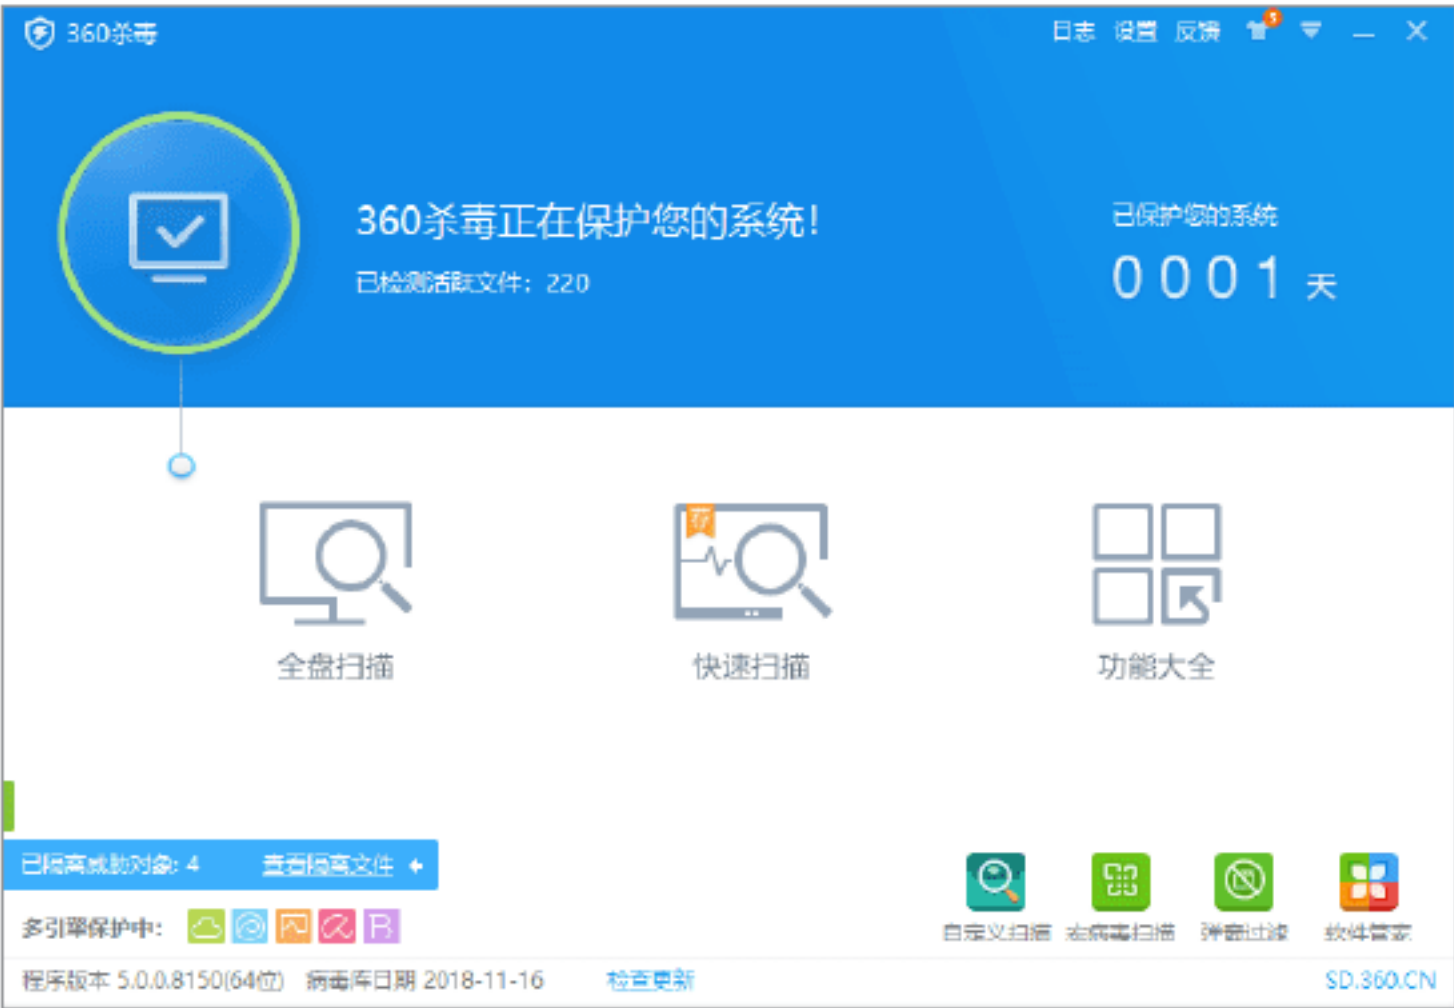 360杀毒
日志 设置 反馈
5
360杀毒正在保护您的系统!
已检测活跃文件: 220
已保护您的系统
0001 天
荐
全盘扫描
快速扫描
功能大全
已隔离威胁对象: 4 查看隔离文件
多引擎保护中:
自定义扫描 宏病毒扫描 弹窗过滤 软件管家
程序版本 5.0.0.8150(64位) 病毒库日期 2018-11-16 检查更新
SD.360.CN